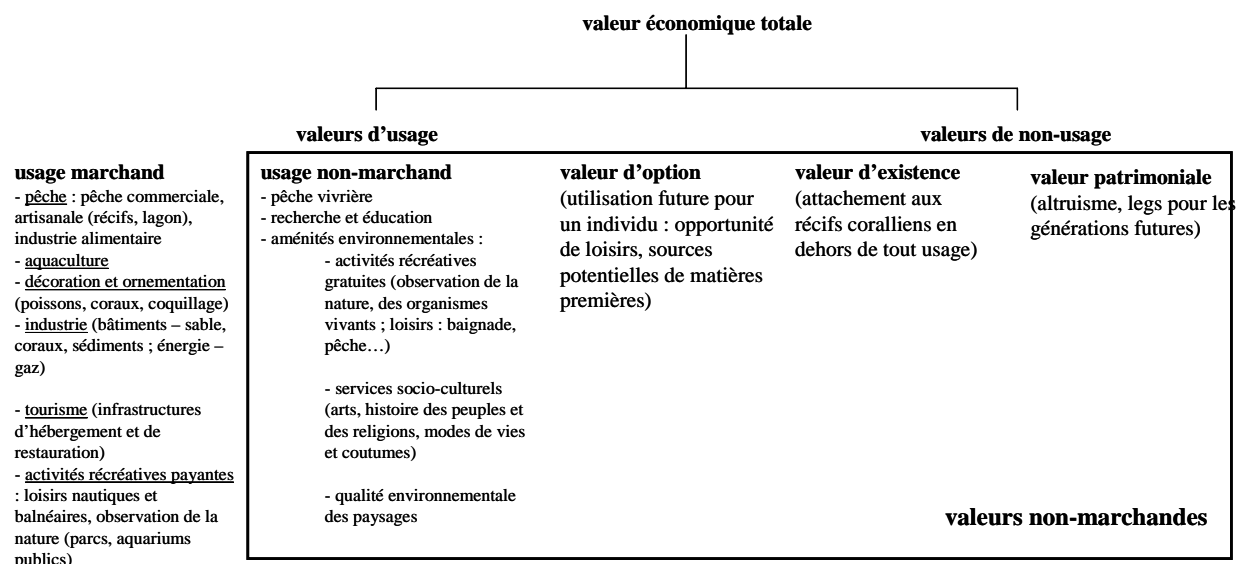 valeur économique totale
valeurs d’usage
valeurs de non-usage
usage marchand
- pêche : pêche commerciale,
artisanale (récifs, lagon),
industrie alimentaire
- aquaculture
- décoration et ornementation
(poissons, coraux, coquillage)
- industrie (bâtiments – sable,
coraux, sédiments ; énergie –
gaz)
- tourisme (infrastructures
d’hébergement et de
restauration)
- activités récréatives payantes
: loisirs nautiques et
balnéaires, observation de la
nature (parcs, aquariums
publics)
usage non-marchand
- pêche vivrière
- recherche et éducation
- aménités environnementales :
- activités récréatives
gratuites (observation de la
nature, des organismes
vivants ; loisirs : baignade,
pêche…)
- services socio-culturels
(arts, histoire des peuples et
des religions, modes de vies
et coutumes)
- qualité environnementale
des paysages
valeur d’option
(utilisation future pour
un individu : opportunité
de loisirs, sources
potentielles de matières
premières)
valeur d’existence
(attachement aux
récifs coralliens en
dehors de tout usage)
valeur patrimoniale
(altruisme, legs pour les
générations futures)
valeurs non-marchandes